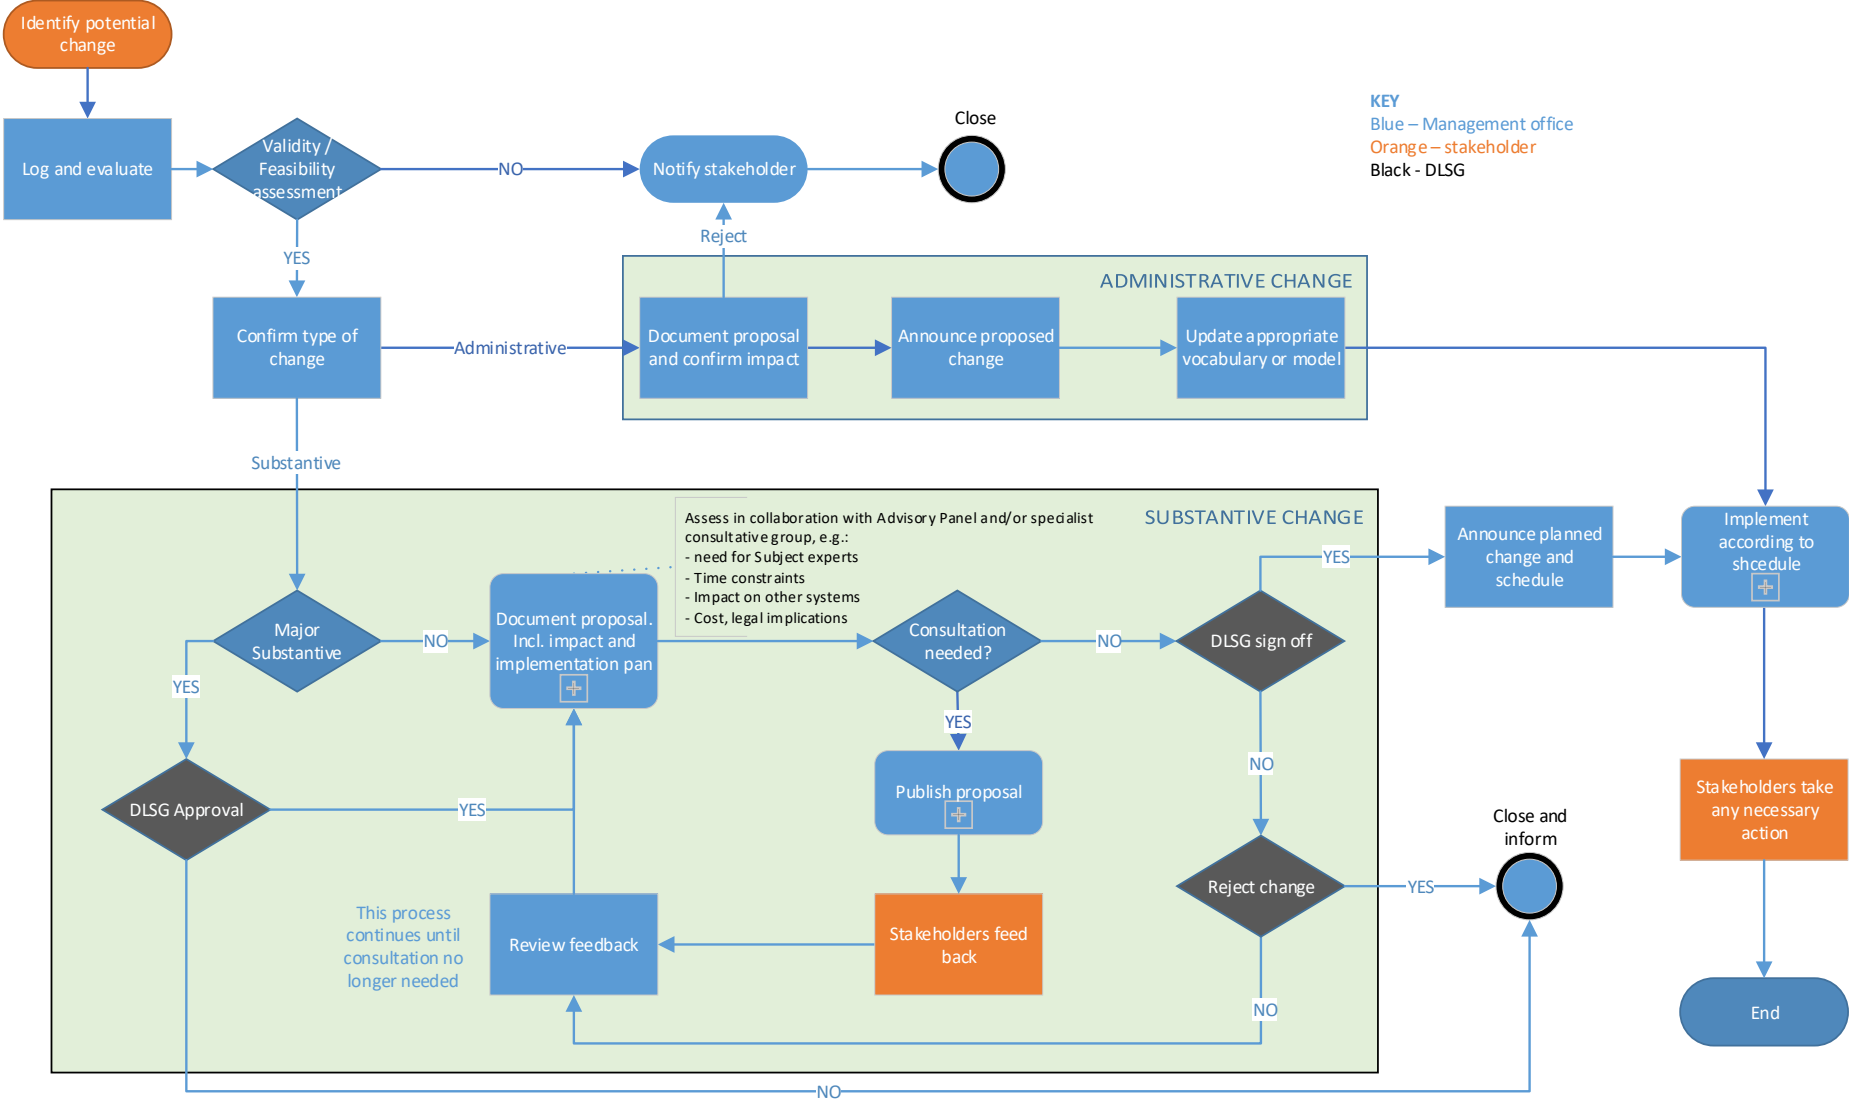 Identify potential
change
Log and evaluate
Validity /
Feasibility
assessment
NO
Notify stakeholder
Close
KEY
Blue – Management office
Orange – stakeholder
Black - DLSG
YES
Reject
Confirm type of
change
Administrative
ADMINISTRATIVE CHANGE
Document proposal
and confirm impact
Announce proposed
change
Update appropriate
vocabulary or model
Substantive
SUBSTANTIVE CHANGE
Assess in collaboration with Advisory Panel and/or specialist
consultative group, e.g.:
- need for Subject experts
- Time constraints
- Impact on other systems
- Cost, legal implications
Major
Substantive
NO
Document proposal.
Incl. impact and
implementation pan
Consultation
needed?
NO
DLSG sign off
YES
Announce planned
change and
schedule
Implement
according to
shcedule
YES
DLSG Approval
YES
YES
Publish proposal
NO
Reject change
YES
Close and
inform
Stakeholders take
any necessary
action
This process
continues until
consultation no
longer needed
Review feedback
Stakeholders feed
back
NO
End
NO